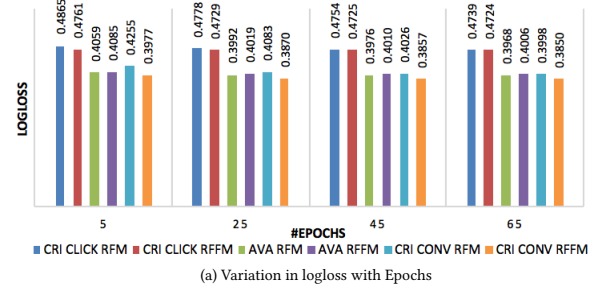 0.4865 0.4761 0.4059 0.4085 0.4255 0.3977 0.4778 0.4729 0.3992 0.4019 0.4083 0.3870 0.4754 0.4725 0.3976 0.4010 0.4026 0.3857 0.4739 0.4724 0.3968 0.4006 0.3998 0.3850
LOGLOSS
5 25 45 65
#EPOCHS
CRI CLICK RFM CRI CLICK RFFM AVA RFM AVA RFFM CRI CONV RFM CRI CONV RFFM
(a) Variation in logloss with Epochs